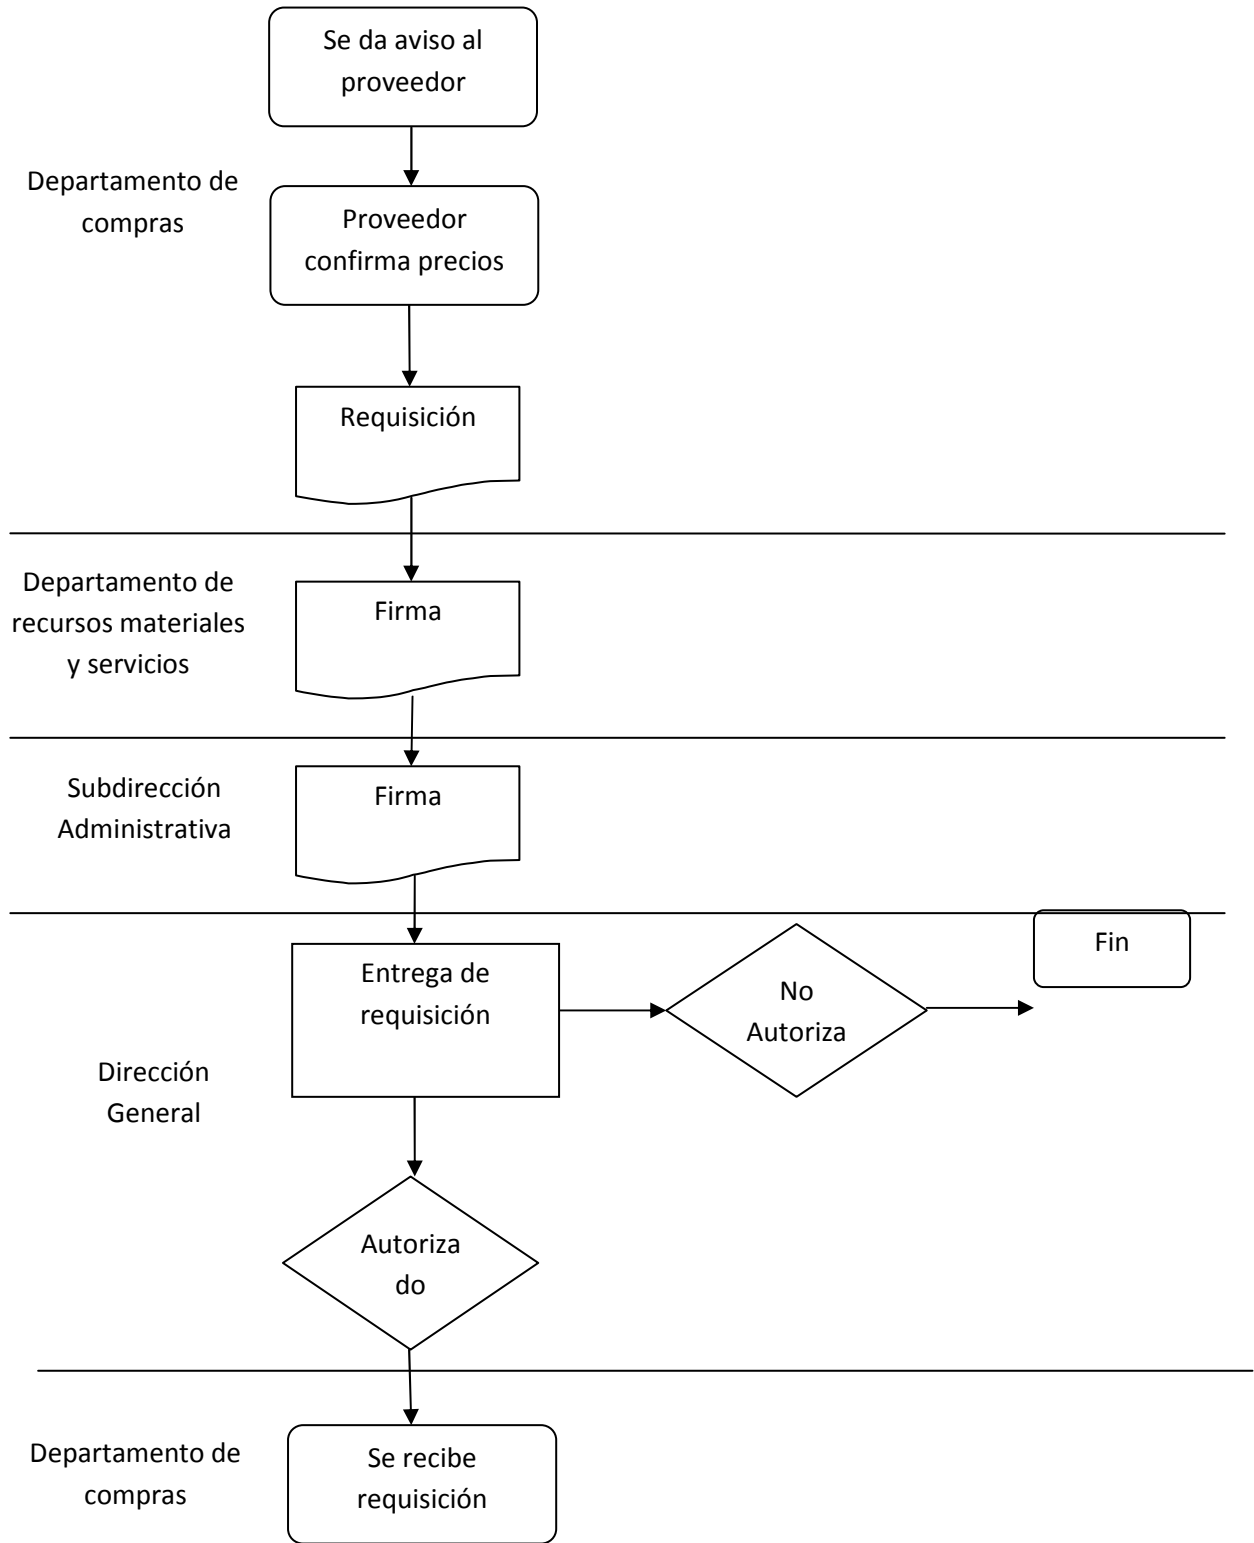 Se da aviso al
proveedor
Departamento de
compras
Proveedor
confirma precios
Requisición
Departamento de
recursos materiales
y servicios
Firma
Subdirección
Administrativa
Firma
Entrega de
requisición
No
Autoriza
Fin
Dirección
General
Autoriza
do
Departamento de
compras
Se recibe
requisición